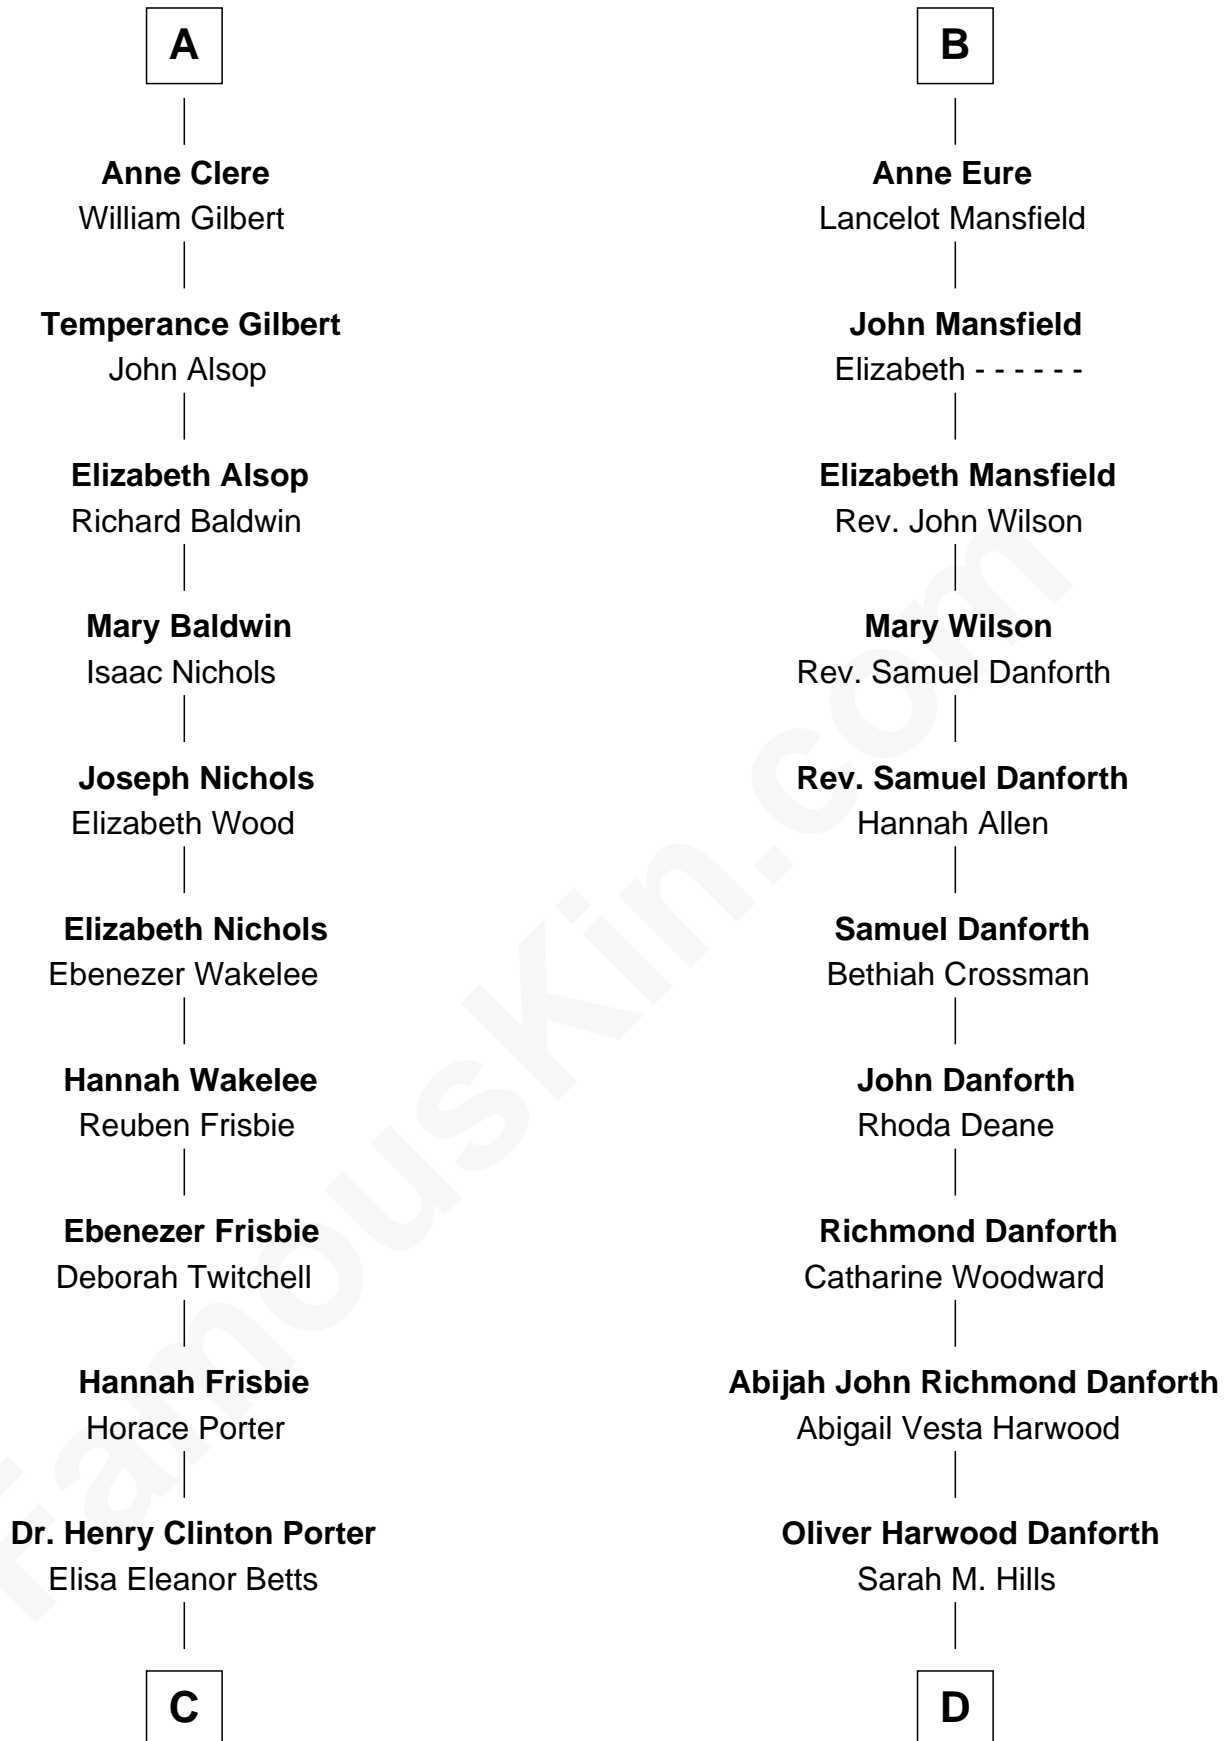 A
Anne Clere
William Gilbert
Temperance Gilbert
John Alsop
Elizabeth Alsop
Richard Baldwin
Mary Baldwin
Isaac Nichols
Joseph Nichols
Elizabeth Wood
Elizabeth Nichols
Ebenezer Wakelee
Hannah Wakelee
Reuben Frisbie
Ebenezer Frisbie
Deborah Twitchell
Hannah Frisbie
Horace Porter
Dr. Henry Clinton Porter
Elisa Eleanor Betts
C
B
Anne Eure
Lancelot Mansfield
John Mansfield
Elizabeth - - - - - -
Elizabeth Mansfield
Rev. John Wilson
Mary Wilson
Rev. Samuel Danforth
Rev. Samuel Danforth
Hannah Allen
Samuel Danforth
Bethiah Crossman
John Danforth
Rhoda Deane
Richmond Danforth
Catharine Woodward
Abijah John Richmond Danforth
Abigail Vesta Harwood
Oliver Harwood Danforth
Sarah M. Hills
D
FamousKin.com